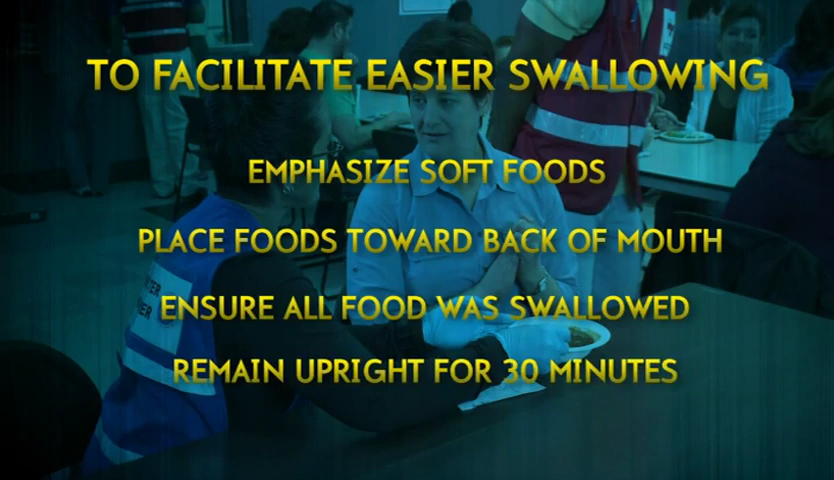 TO FACILITATE EASIER SWALLOWING
EMPHASIZE SOFT FOODS
PLACE FOODS TOWARD BACK OF MOUTH
ENSURE ALL FOOD WAS SWALLOWED
REMAIN UPRIGHT FOR 30 MINUTES